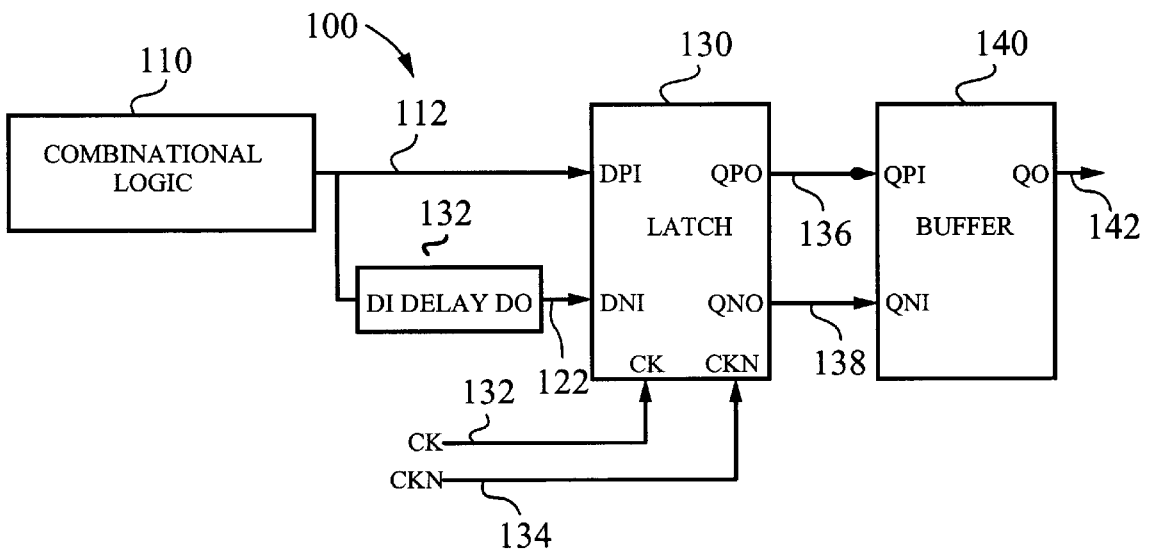 100
110
130
140
112
COMBINATIONAL
LOGIC
DPI
QPO
QPI
QO
132
136
142
LATCH
BUFFER
DI DELAY DO
DNI
QNO
QNI
122
138
CK
CKN
132
CK
CKN
134